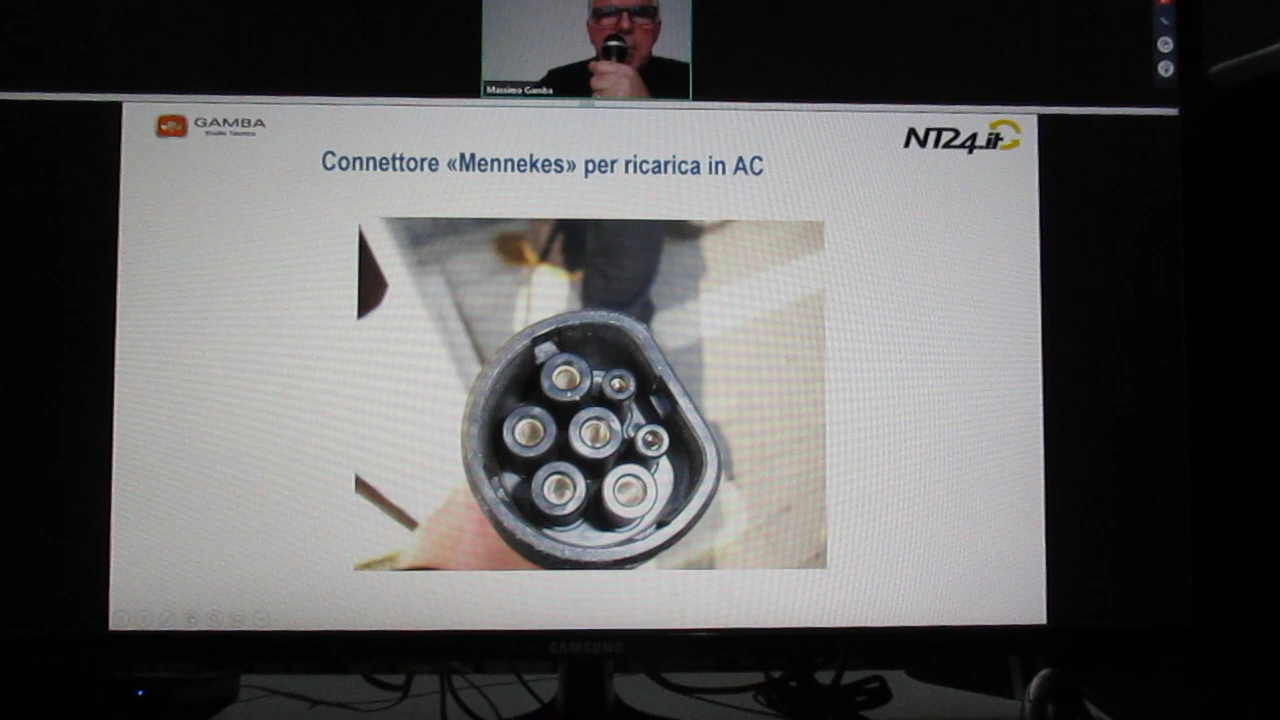 Massimo Gamba
GAMBA
Studio Tecnico
NT24.it
Connettore «Mennekes» per ricarica in AC
SAMSUNG